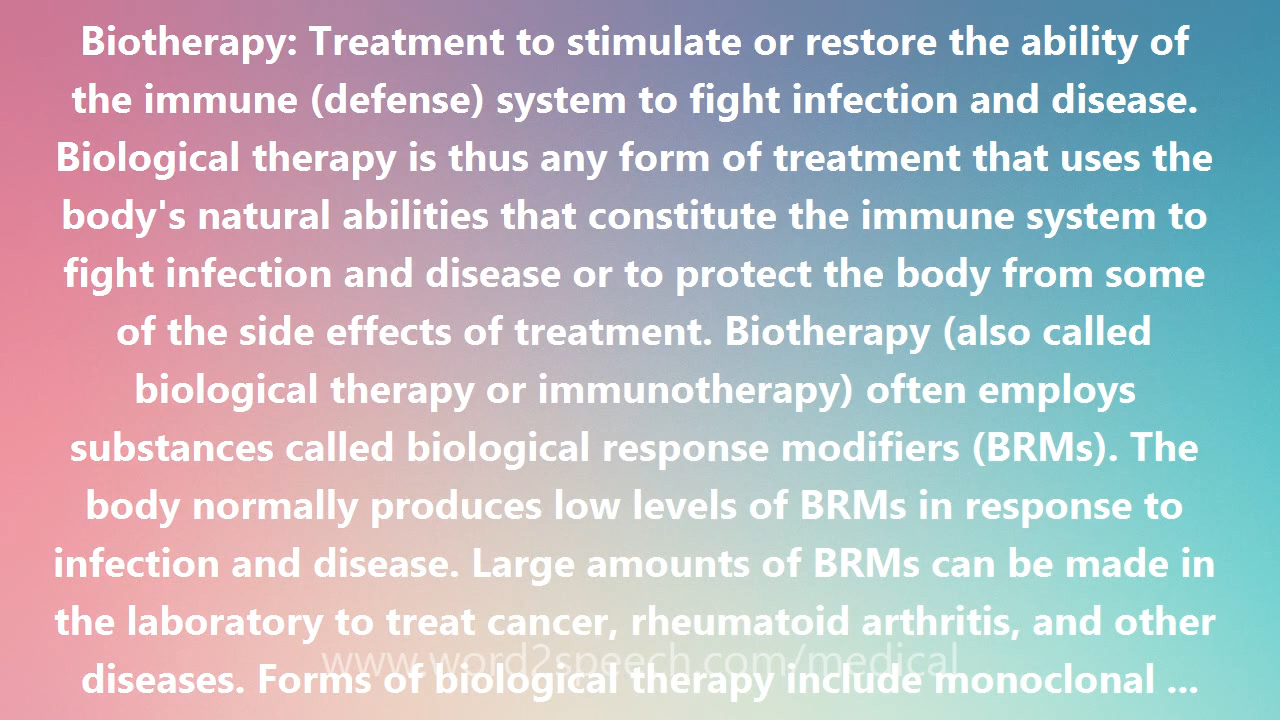 Biotherapy: Treatment to stimulate or restore the ability of
the immune (defense) system to fight infection and disease.
Biological therapy is thus any form of treatment that uses the
body's natural abilities that constitute the immune system to
fight infection and disease or to protect the body from some
of the side effects of treatment. Biotherapy (also called
biological therapy or immunotherapy) often employs
substances called biological response modifiers (BRMs). The
body normally produces low levels of BRMs in response to
infection and disease. Large amounts of BRMs can be made in
the laboratory to treat cancer, rheumatoid arthritis, and other
www.word2speech.com/medical
diseases. Forms of biological therapy include monoclonal ...